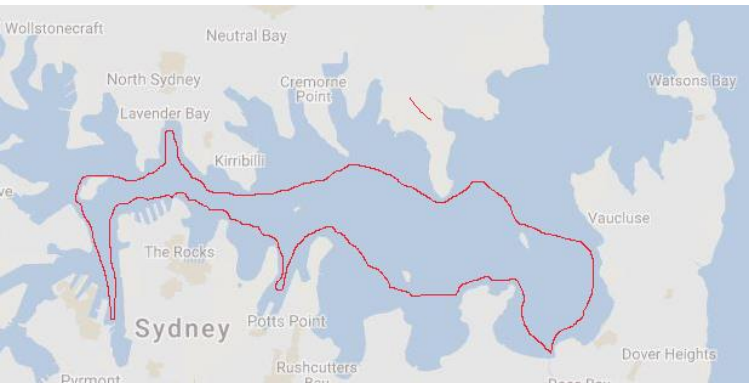 Wollstonecraft
Neutral Bay
North Sydney
Cremorne
Point
Watsons Bay
Lavender Bay
Kirribilli
Vaucluse
The Rocks
Sydney
Potts Point
Dover Heights
Rushcutters
Pyrmont